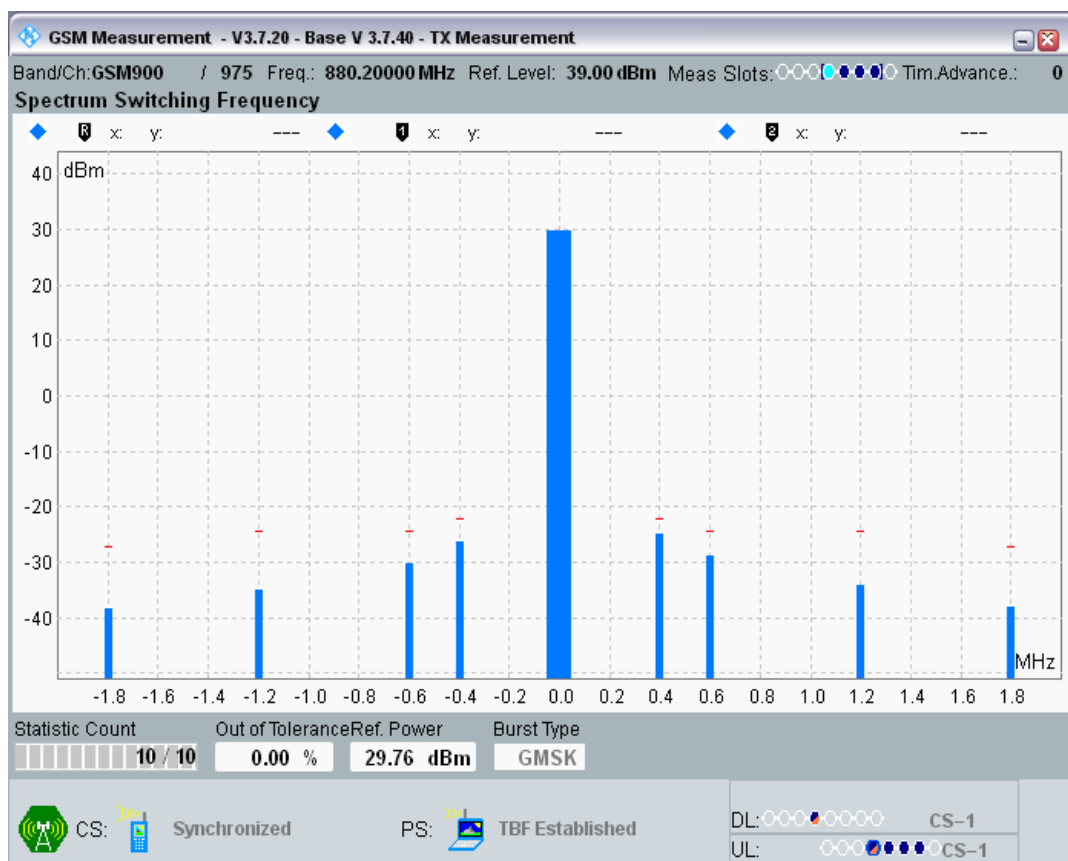 GSM Measurement - V3.7.20 - Base V 3.7.40 - TX Measurement
Band/Ch:GSM900 / 975 Freq.: 880.20000 MHz Ref. Level: 39.00 dBm Meas Slots: Tim.Advance.: 0
Spectrum Switching Frequency
R x: y: --- 1 x: y: --- 2 x: y: ---
dBm
40
30
20
10
0
-10
-20
-30
-40
MHz
-1.8 -1.6 -1.4 -1.2 -1.0 -0.8 -0.6 -0.4 -0.2 0.0 0.2 0.4 0.6 0.8 1.0 1.2 1.4 1.6 1.8
Statistic Count Out of Tolerance Ref. Power Burst Type
10 / 10 0.00 % 29.76 dBm GMSK
CS: Synchronized PS: TBF Established
DL: CS-1
UL: CS-1